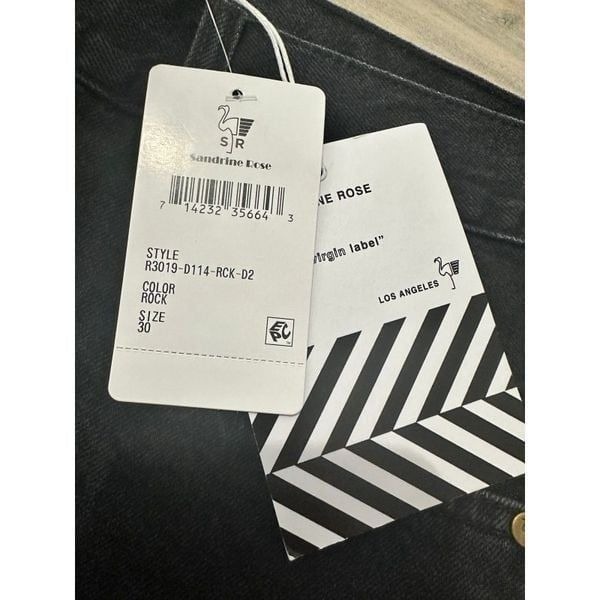 S R
Sandrine Rose
7 14232 35664 3
STYLE
R3019-D114-RCK-D2
COLOR
ROCK
SIZE
30
EPC
NE ROSE
virgin label"
LOS ANGELES